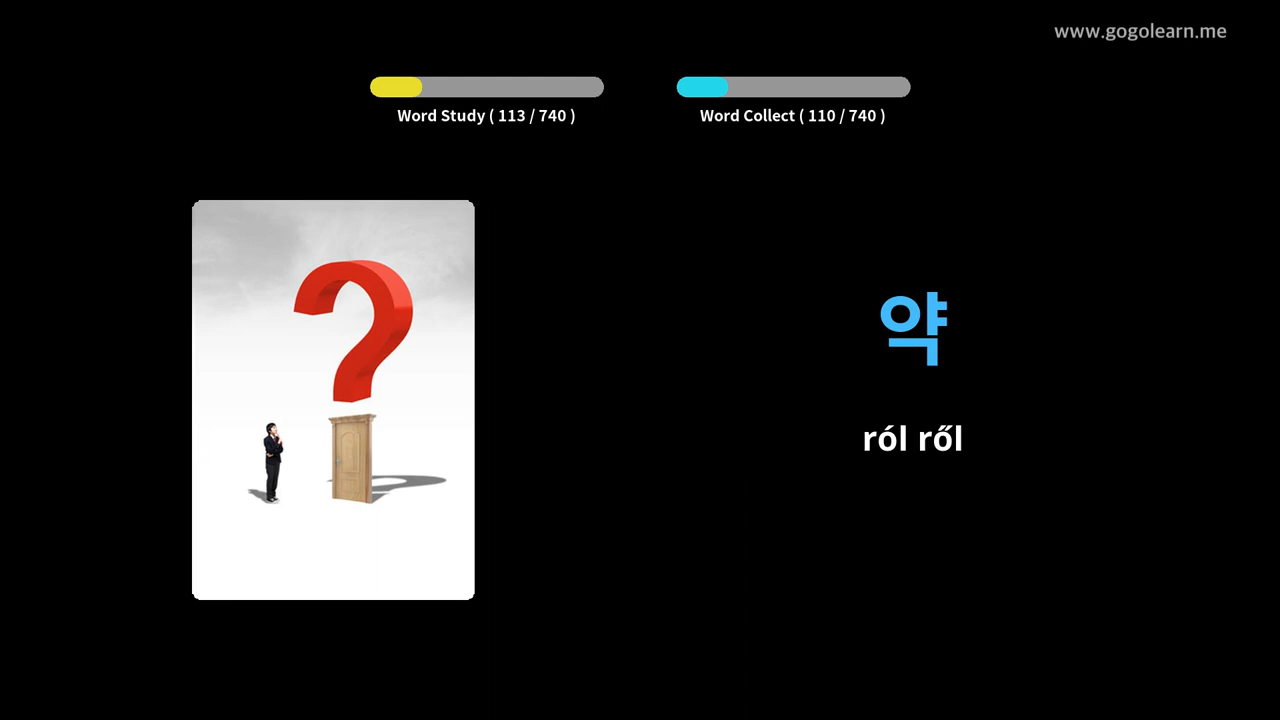 www.gogolearn.me
Word Study ( 113 / 740 )
Word Collect ( 110 / 740 )
?
약
ról ről